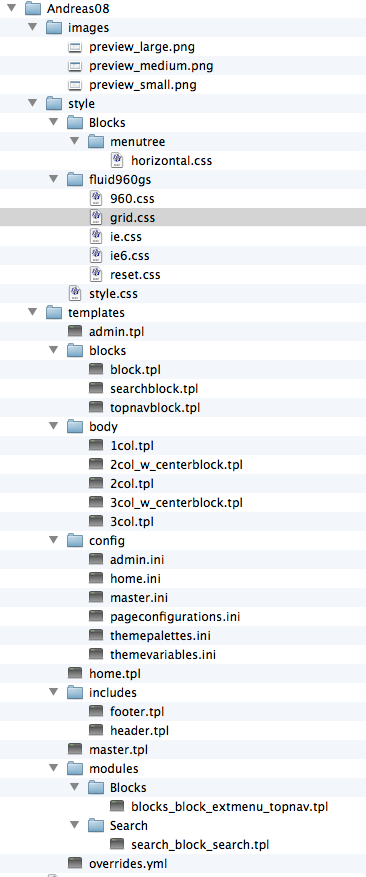 Andreas08
images
preview_large.png
preview_medium.png
preview_small.png
style
Blocks
menutree
horizontal.css
fluid960gs
960.css
grid.css
ie.css
ie6.css
reset.css
style.css
templates
admin.tpl
blocks
block.tpl
searchblock.tpl
topnavblock.tpl
body
1col.tpl
2col_w_centerblock.tpl
2col.tpl
3col_w_centerblock.tpl
3col.tpl
config
admin.ini
home.ini
master.ini
pageconfigurations.ini
themepalettes.ini
themevariables.ini
home.tpl
includes
footer.tpl
header.tpl
master.tpl
modules
Blocks
blocks_block_extmenu_topnav.tpl
Search
search_block_search.tpl
overrides.yml